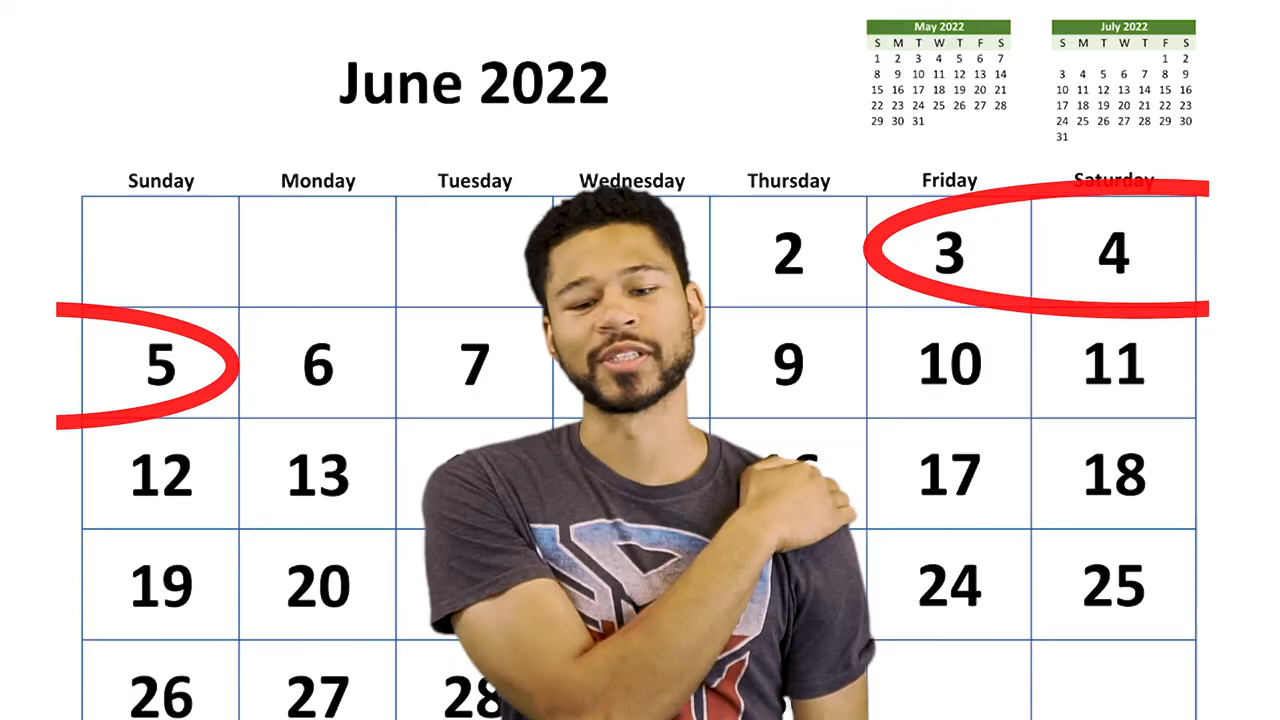 June 2022
May 2022
S M T W T F S
1 2 3 4 5 6 7
8 9 10 11 12 13 14
15 16 17 18 19 20 21
22 23 24 25 26 27 28
29 30 31
July 2022
S M T W T F S
1 2
3 4 5 6 7 8 9
10 11 12 13 14 15 16
17 18 19 20 21 22 23
24 25 26 27 28 29 30
31
Sunday Monday Tuesday Wednesday Thursday Friday Saturday
2 3 4
5 6 7 9 10 11
12 13 17 18
19 20 24 25
26 27 28